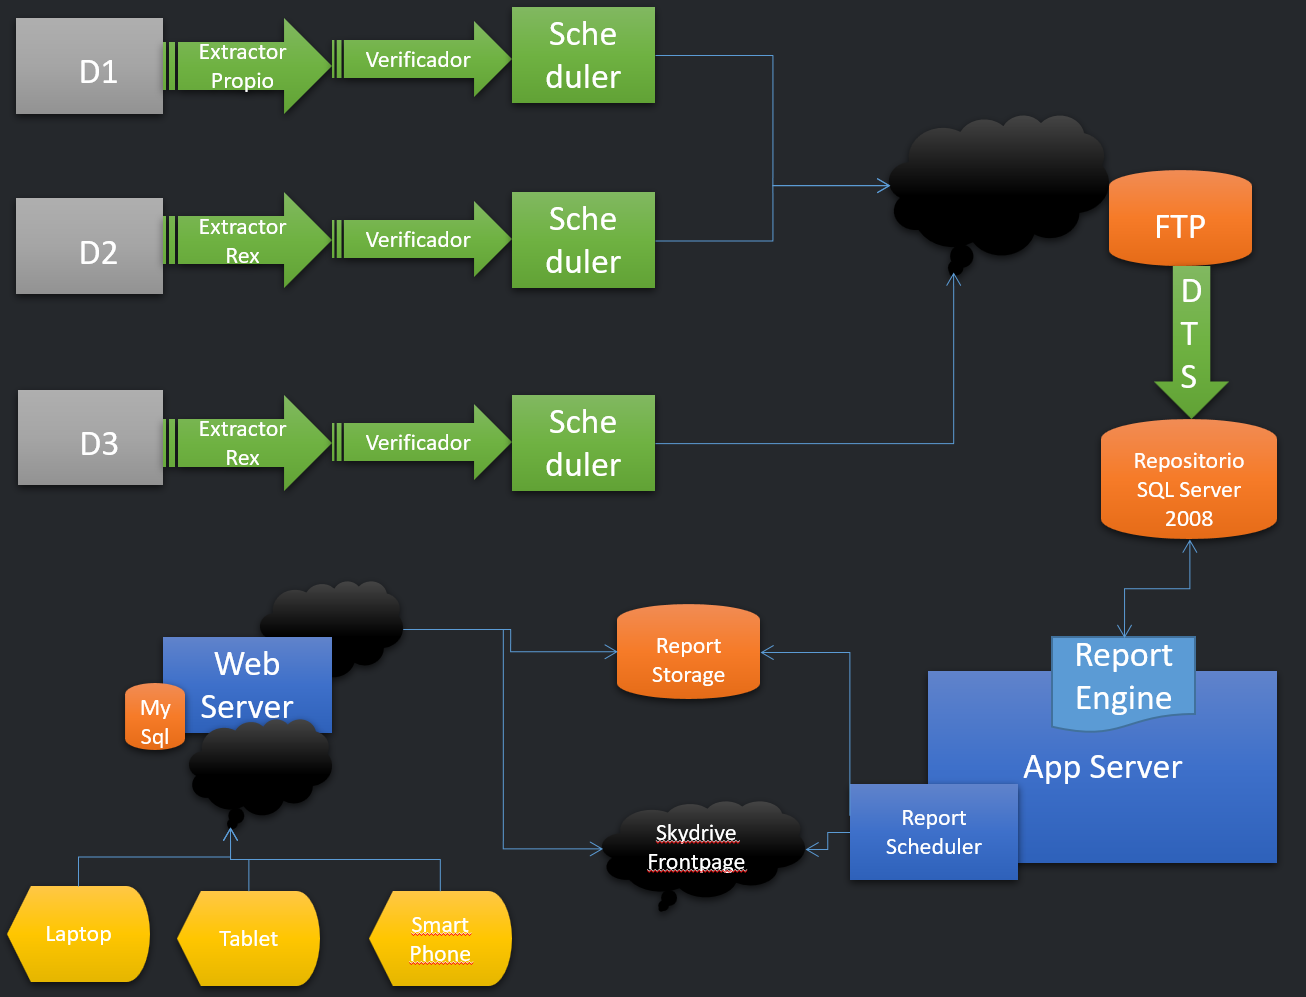 D1
Extractor
Propio
Verificador
Sche
duler
D2
Extractor
Rex
Verificador
Sche
duler
FTP
D
T
S
D3
Extractor
Rex
Verificador
Sche
duler
Repositorio
SQL Server
2008
Web
Server
My
Sql
Report
Storage
Report
Engine
App Server
Report
Scheduler
Skydrive
Frontpage
Laptop
Tablet
Smart
Phone